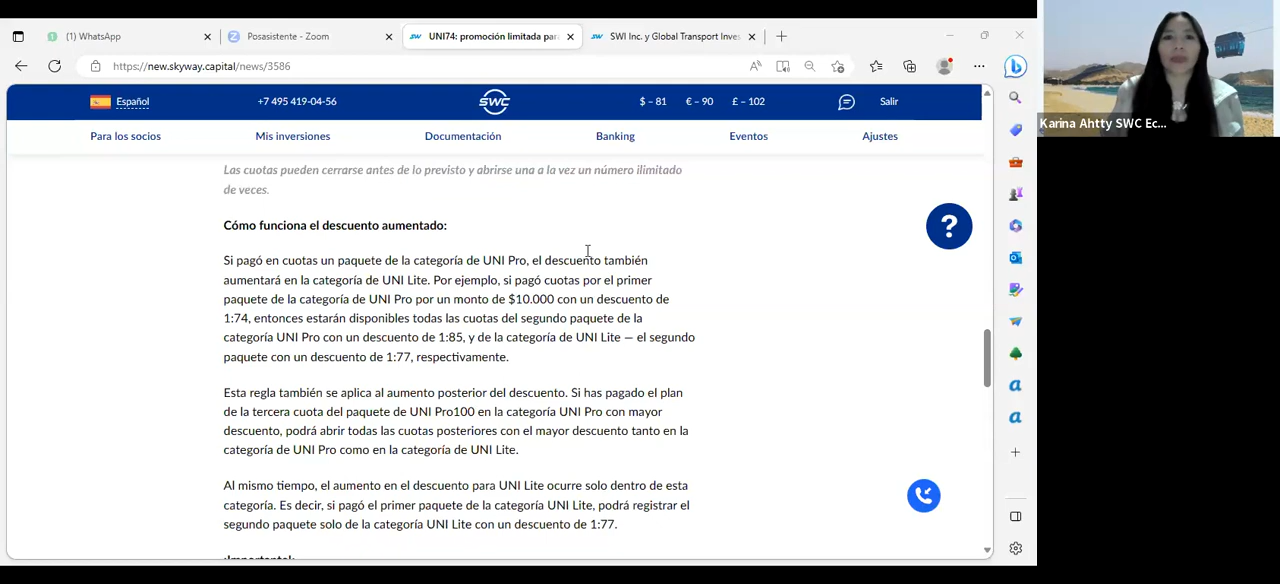 (1) WhatsApp
Posasistente - Zoom
UNI74: promoción limitada par
SWI Inc. y Global Transport Inves
https://new.skyway.capital/news/3586
Español
+7 495 419-04-56
SWC
$ – 81
€ – 90
£ – 102
Salir
Para los socios
Mis inversiones
Documentación
Banking
Eventos
Ajustes
Karina Ahtty SWC Ec...
Las cuotas pueden cerrarse antes de lo previsto y abrirse una a la vez un número ilimitado
de veces.
Cómo funciona el descuento aumentado:
?
Si pagó en cuotas un paquete de la categoría de UNI Pro, el descuento también
aumentará en la categoría de UNI Lite. Por ejemplo, si pagó cuotas por el primer
paquete de la categoría de UNI Pro por un monto de $10.000 con un descuento de
1:74, entonces estarán disponibles todas las cuotas del segundo paquete de la
categoría UNI Pro con un descuento de 1:85, y de la categoría de UNI Lite — el segundo
paquete con un descuento de 1:77, respectivamente.
Esta regla también se aplica al aumento posterior del descuento. Si has pagado el plan
de la tercera cuota del paquete de UNI Pro100 en la categoría UNI Pro con mayor
descuento, podrá abrir todas las cuotas posteriores con el mayor descuento tanto en la
categoría de UNI Pro como en la categoría de UNI Lite.
Al mismo tiempo, el aumento en el descuento para UNI Lite ocurre solo dentro de esta
categoría. Es decir, si pagó el primer paquete de la categoría UNI Lite, podrá registrar el
segundo paquete solo de la categoría UNI Lite con un descuento de 1:77.
¡Importante!: